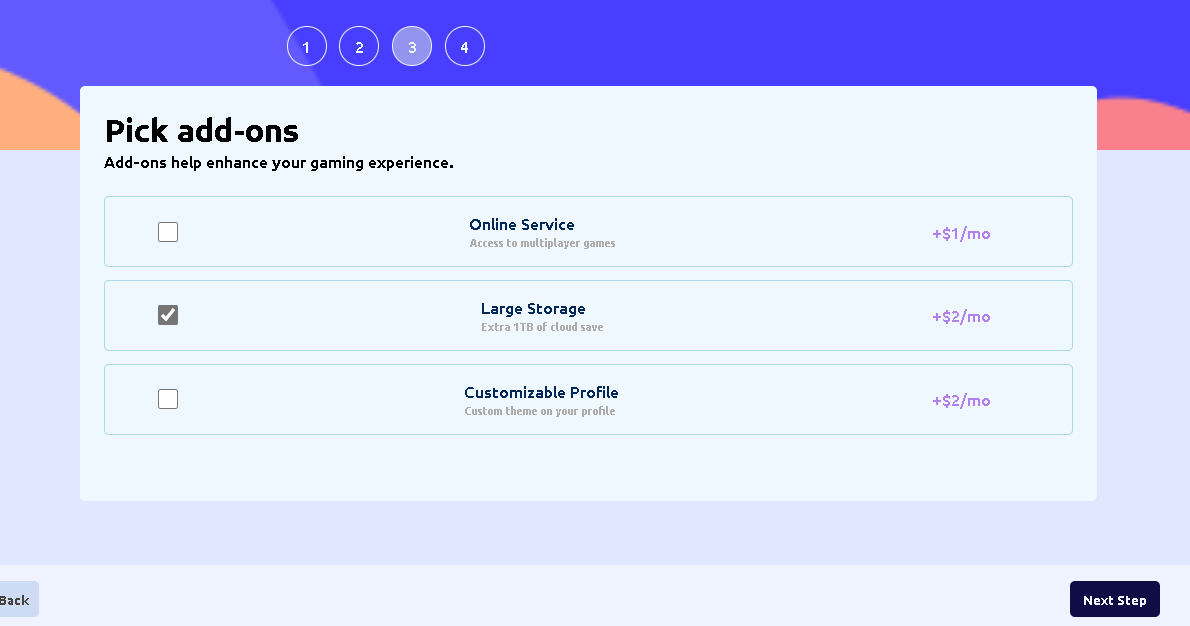 1 2 3 4
Pick add-ons
Add-ons help enhance your gaming experience.
Online Service
Access to multiplayer games
+$1/mo
Large Storage
Extra 1TB of cloud save
+$2/mo
Customizable Profile
Custom theme on your profile
+$2/mo
Back
Next Step